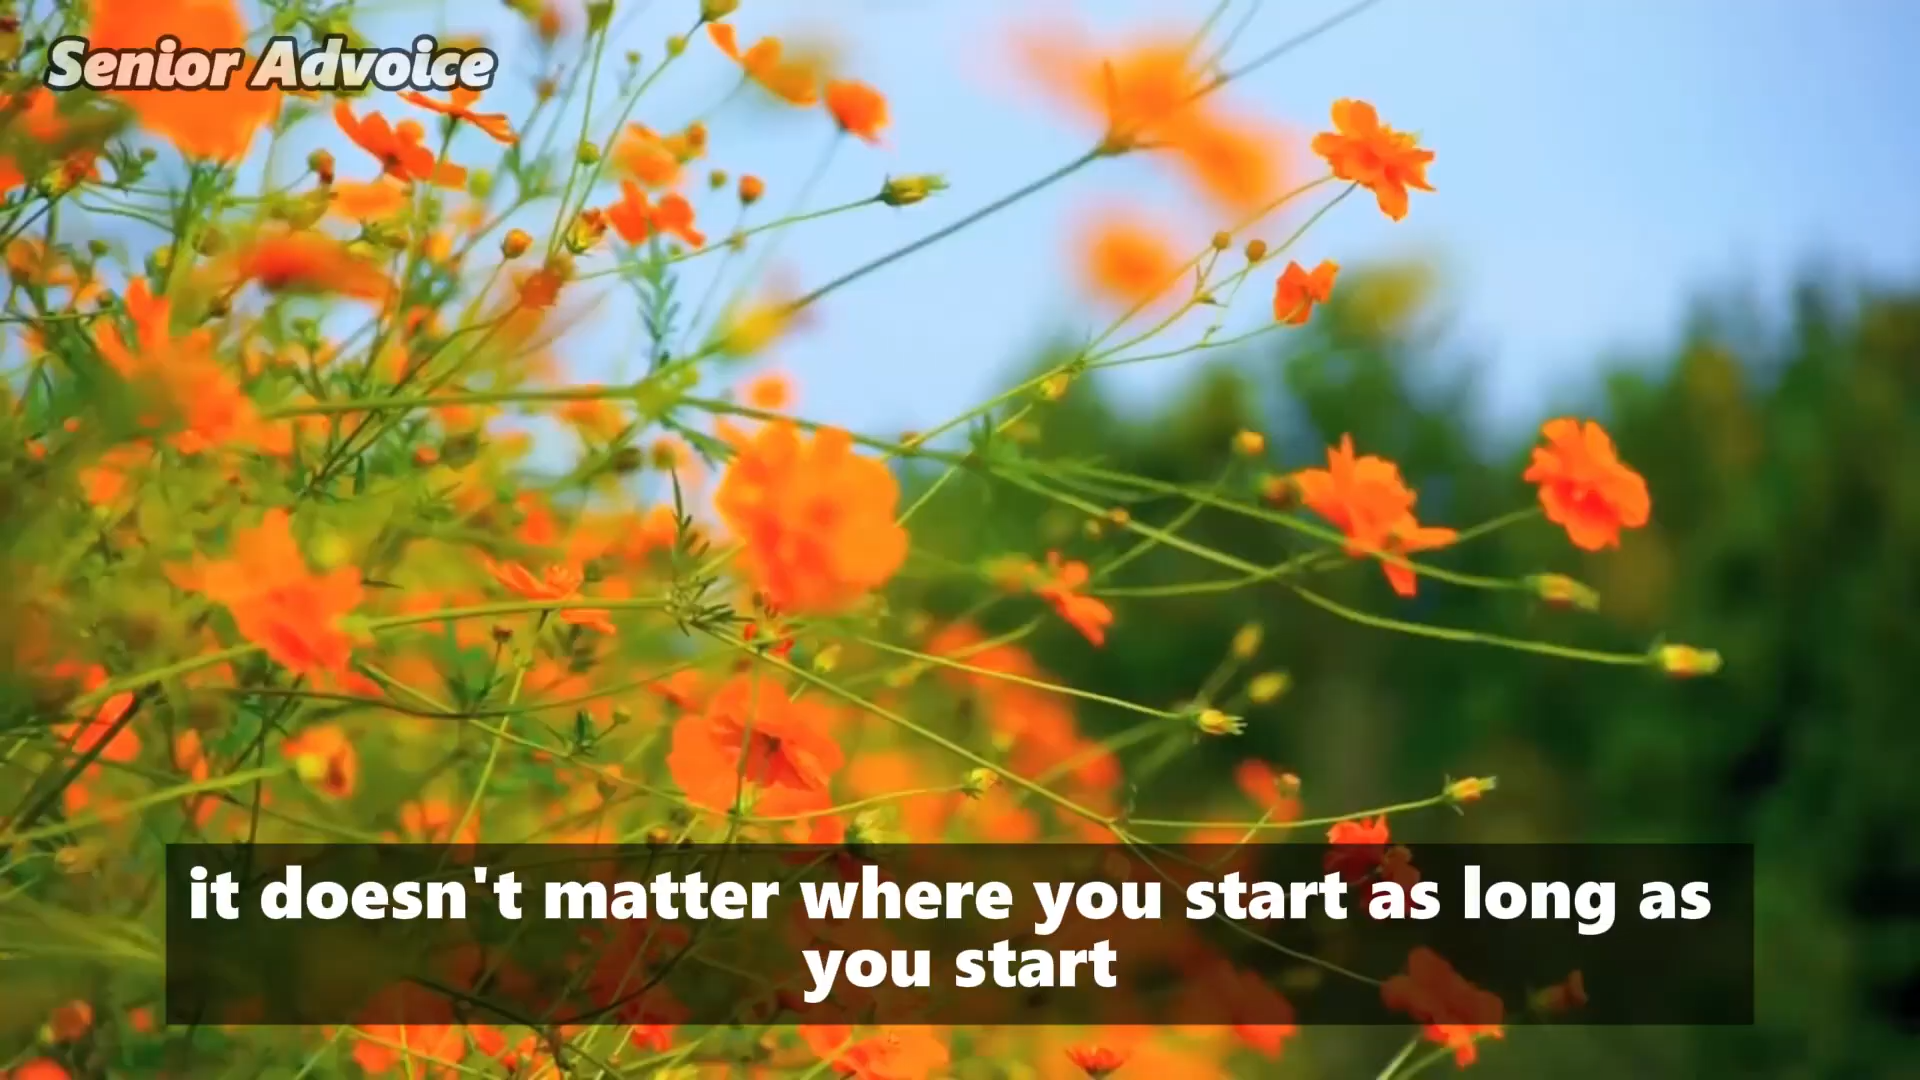 Senior Advoice
it doesn't matter where you start as long as
you start